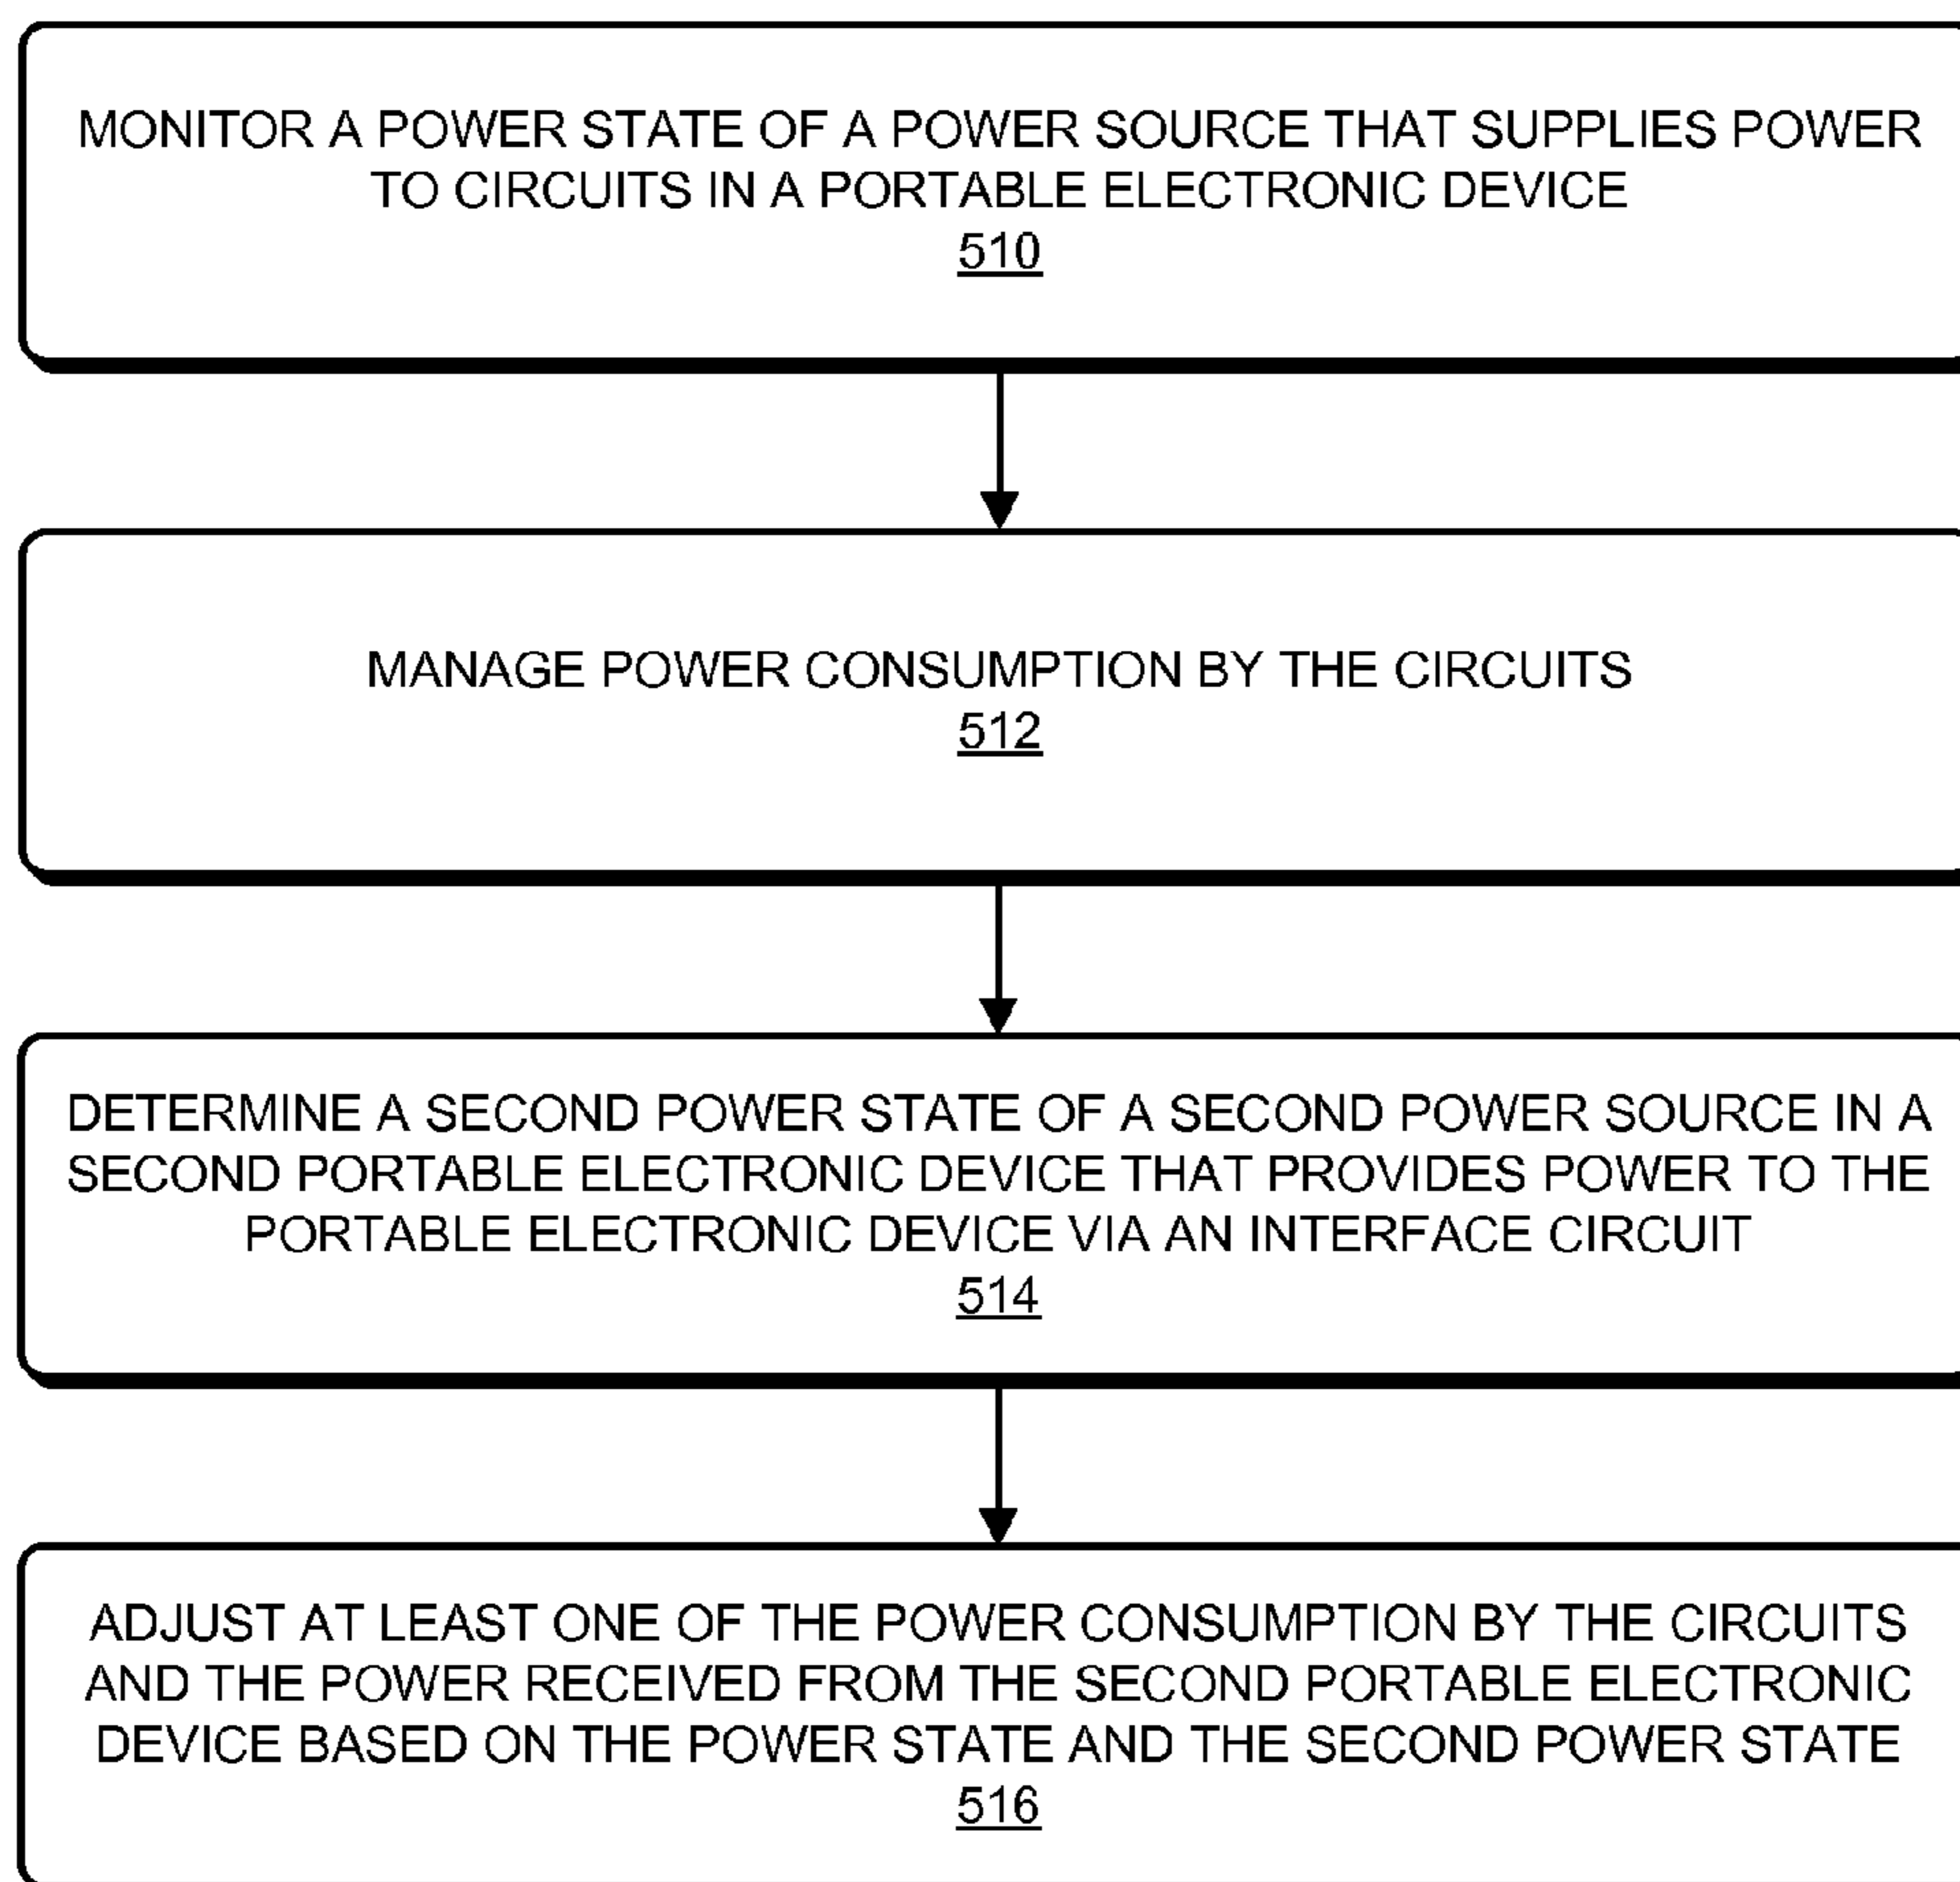 MONITOR A POWER STATE OF A POWER SOURCE THAT SUPPLIES POWER
TO CIRCUITS IN A PORTABLE ELECTRONIC DEVICE
510
MANAGE POWER CONSUMPTION BY THE CIRCUITS
512
DETERMINE A SECOND POWER STATE OF A SECOND POWER SOURCE IN A
SECOND PORTABLE ELECTRONIC DEVICE THAT PROVIDES POWER TO THE
PORTABLE ELECTRONIC DEVICE VIA AN INTERFACE CIRCUIT
514
ADJUST AT LEAST ONE OF THE POWER CONSUMPTION BY THE CIRCUITS
AND THE POWER RECEIVED FROM THE SECOND PORTABLE ELECTRONIC
DEVICE BASED ON THE POWER STATE AND THE SECOND POWER STATE
516